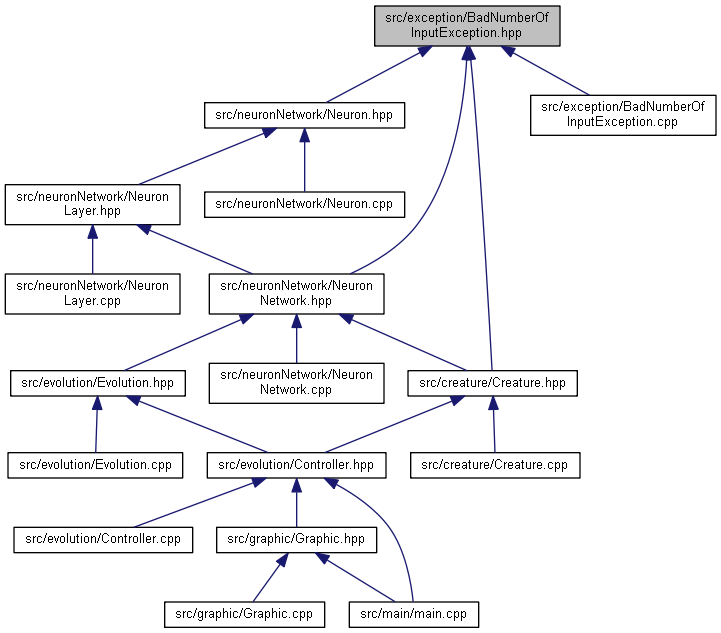 src/exception/BadNumberOf
InputException.hpp
src/exception/BadNumberOf
InputException.cpp
src/neuronNetwork/Neuron.hpp
src/neuronNetwork/Neuron
Layer.hpp
src/neuronNetwork/Neuron.cpp
src/neuronNetwork/Neuron
Layer.cpp
src/neuronNetwork/Neuron
Network.hpp
src/evolution/Evolution.hpp
src/neuronNetwork/Neuron
Network.cpp
src/creature/Creature.hpp
src/evolution/Evolution.cpp
src/evolution/Controller.hpp
src/creature/Creature.cpp
src/evolution/Controller.cpp
src/graphic/Graphic.hpp
src/graphic/Graphic.cpp
src/main/main.cpp